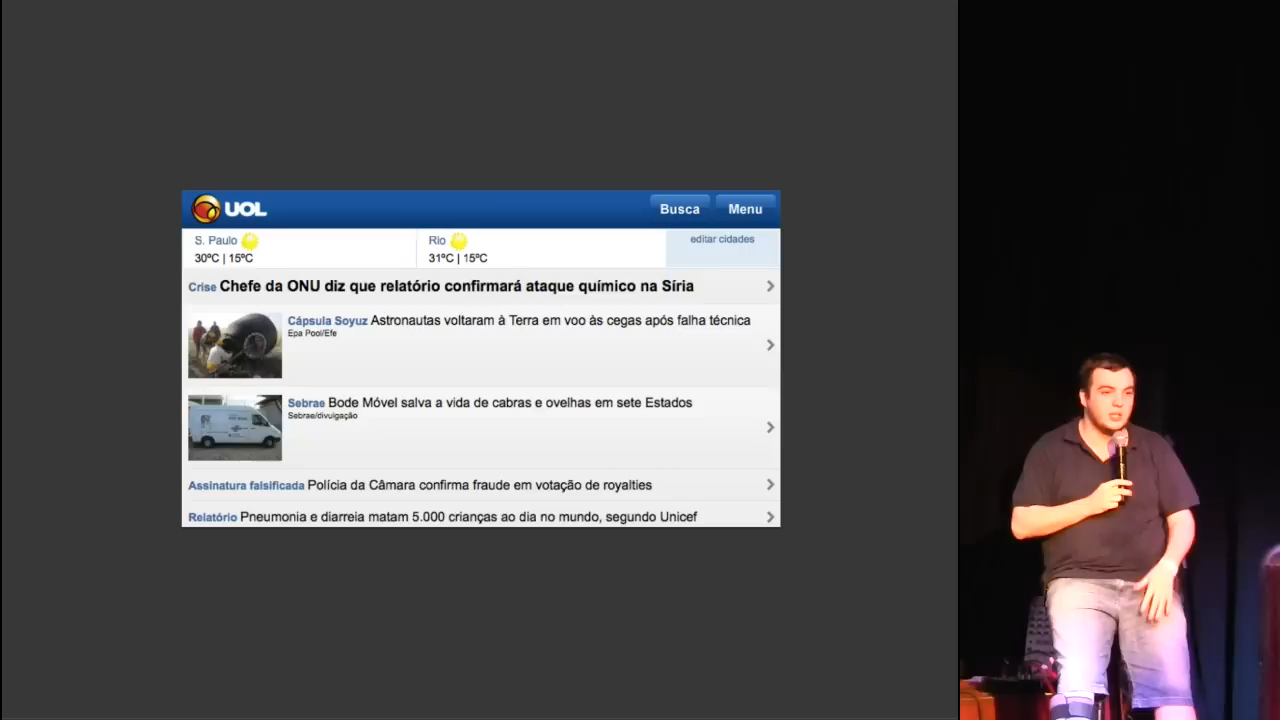 UOL
Busca
Menu
S. Paulo
30ºC | 15ºC
Rio
31ºC | 15ºC
editar cidades
Crise Chefe da ONU diz que relatório confirmará ataque químico na Síria
Cápsula Soyuz Astronautas voltaram à Terra em voo às cegas após falha técnica
Epa Pool/Efe
Sebrae Bode Móvel salva a vida de cabras e ovelhas em sete Estados
Sebrae/divulgação
Assinatura falsificada Polícia da Câmara confirma fraude em votação de royalties
Relatório Pneumonia e diarreia matam 5.000 crianças ao dia no mundo, segundo Unicef